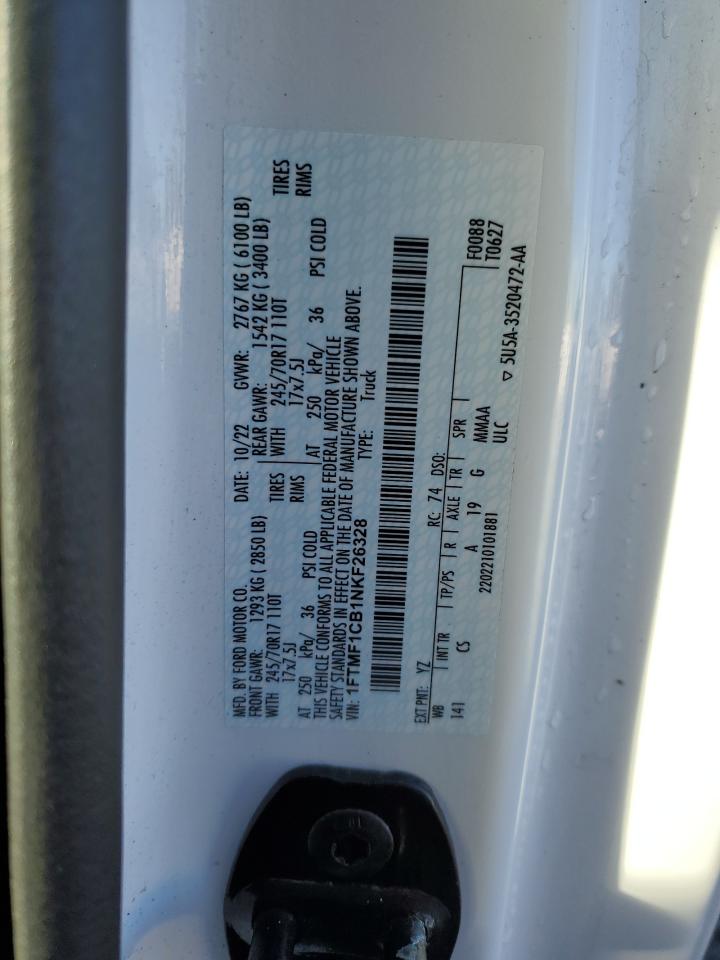 MFD. BY FORD MOTOR CO. DATE: 10/22 GVWR: 2767 KG ( 6100 LB)
FRONT GAWR: 1293 KG ( 2850 LB) REAR GAWR: 1542 KG ( 3400 LB)
WITH 245/70R17 110T TIRES WITH 245/70R17 110T TIRES
17x7.5J RIMS 17x7.5J RIMS
AT 250 kPa/ 36 PSI COLD AT 250 kPa/ 36 PSI COLD
THIS VEHICLE CONFORMS TO ALL APPLICABLE FEDERAL MOTOR VEHICLE
SAFETY STANDARDS IN EFFECT ON THE DATE OF MANUFACTURE SHOWN ABOVE.
VIN: 1FTMF1CB1NKF26328 TYPE: Truck
EXT PNT: YZ RC: 74 DSO: F0088
WB INT TR TP/PS R AXLE TR SPR T0627
141 CS A 19 G MMAA ▽ 5U5A-3520472-AA
2202210101881 ULC